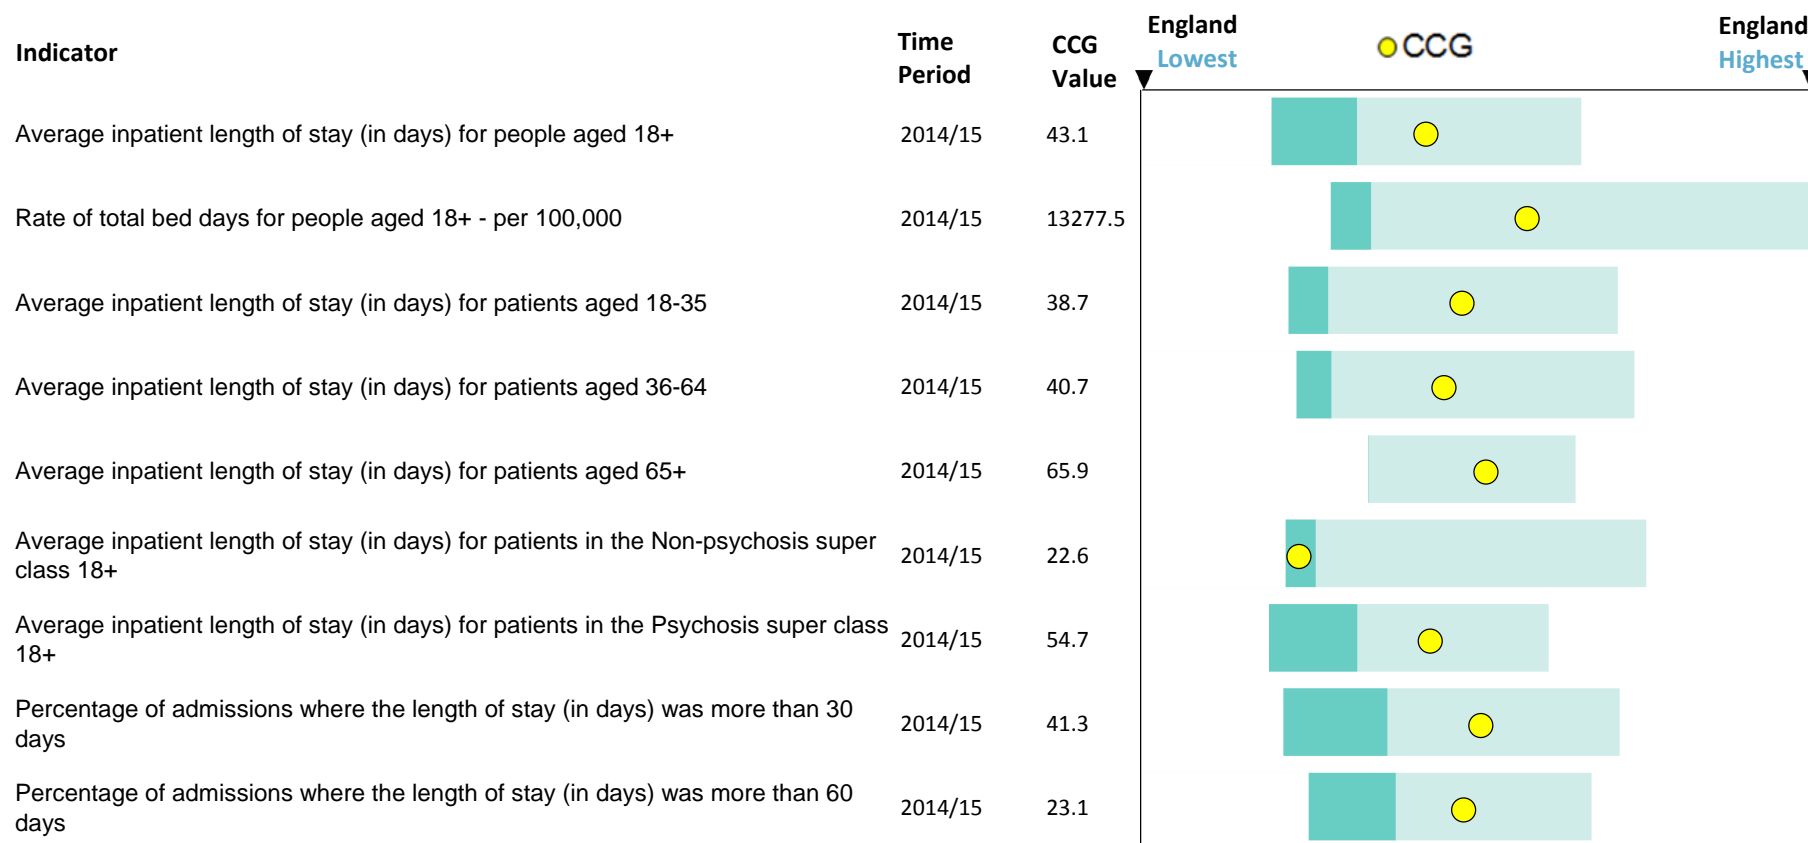 Indicator
Time Period
CCG Value
England Lowest
CCG
England Highest
Average inpatient length of stay (in days) for people aged 18+ 2014/15 43.1
Rate of total bed days for people aged 18+ - per 100,000 2014/15 13277.5
Average inpatient length of stay (in days) for patients aged 18-35 2014/15 38.7
Average inpatient length of stay (in days) for patients aged 36-64 2014/15 40.7
Average inpatient length of stay (in days) for patients aged 65+ 2014/15 65.9
Average inpatient length of stay (in days) for patients in the Non-psychosis super
class 18+
2014/15 22.6
Average inpatient length of stay (in days) for patients in the Psychosis super class
18+
2014/15 54.7
Percentage of admissions where the length of stay (in days) was more than 30
days
2014/15 41.3
Percentage of admissions where the length of stay (in days) was more than 60
days
2014/15 23.1